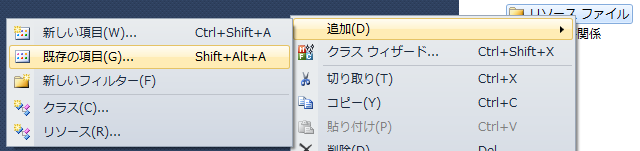 新しい項目(W)... Ctrl+Shift+A
既存の項目(G)... Shift+Alt+A
新しいフィルター(F)
クラス(C)...
リソース(R)...
追加(D)
クラス ウィザード... Ctrl+Shift+X
切り取り(T) Ctrl+X
コピー(Y) Ctrl+C
貼り付け(P) Ctrl+V
削除(D) Del
リソース ファイル
関係